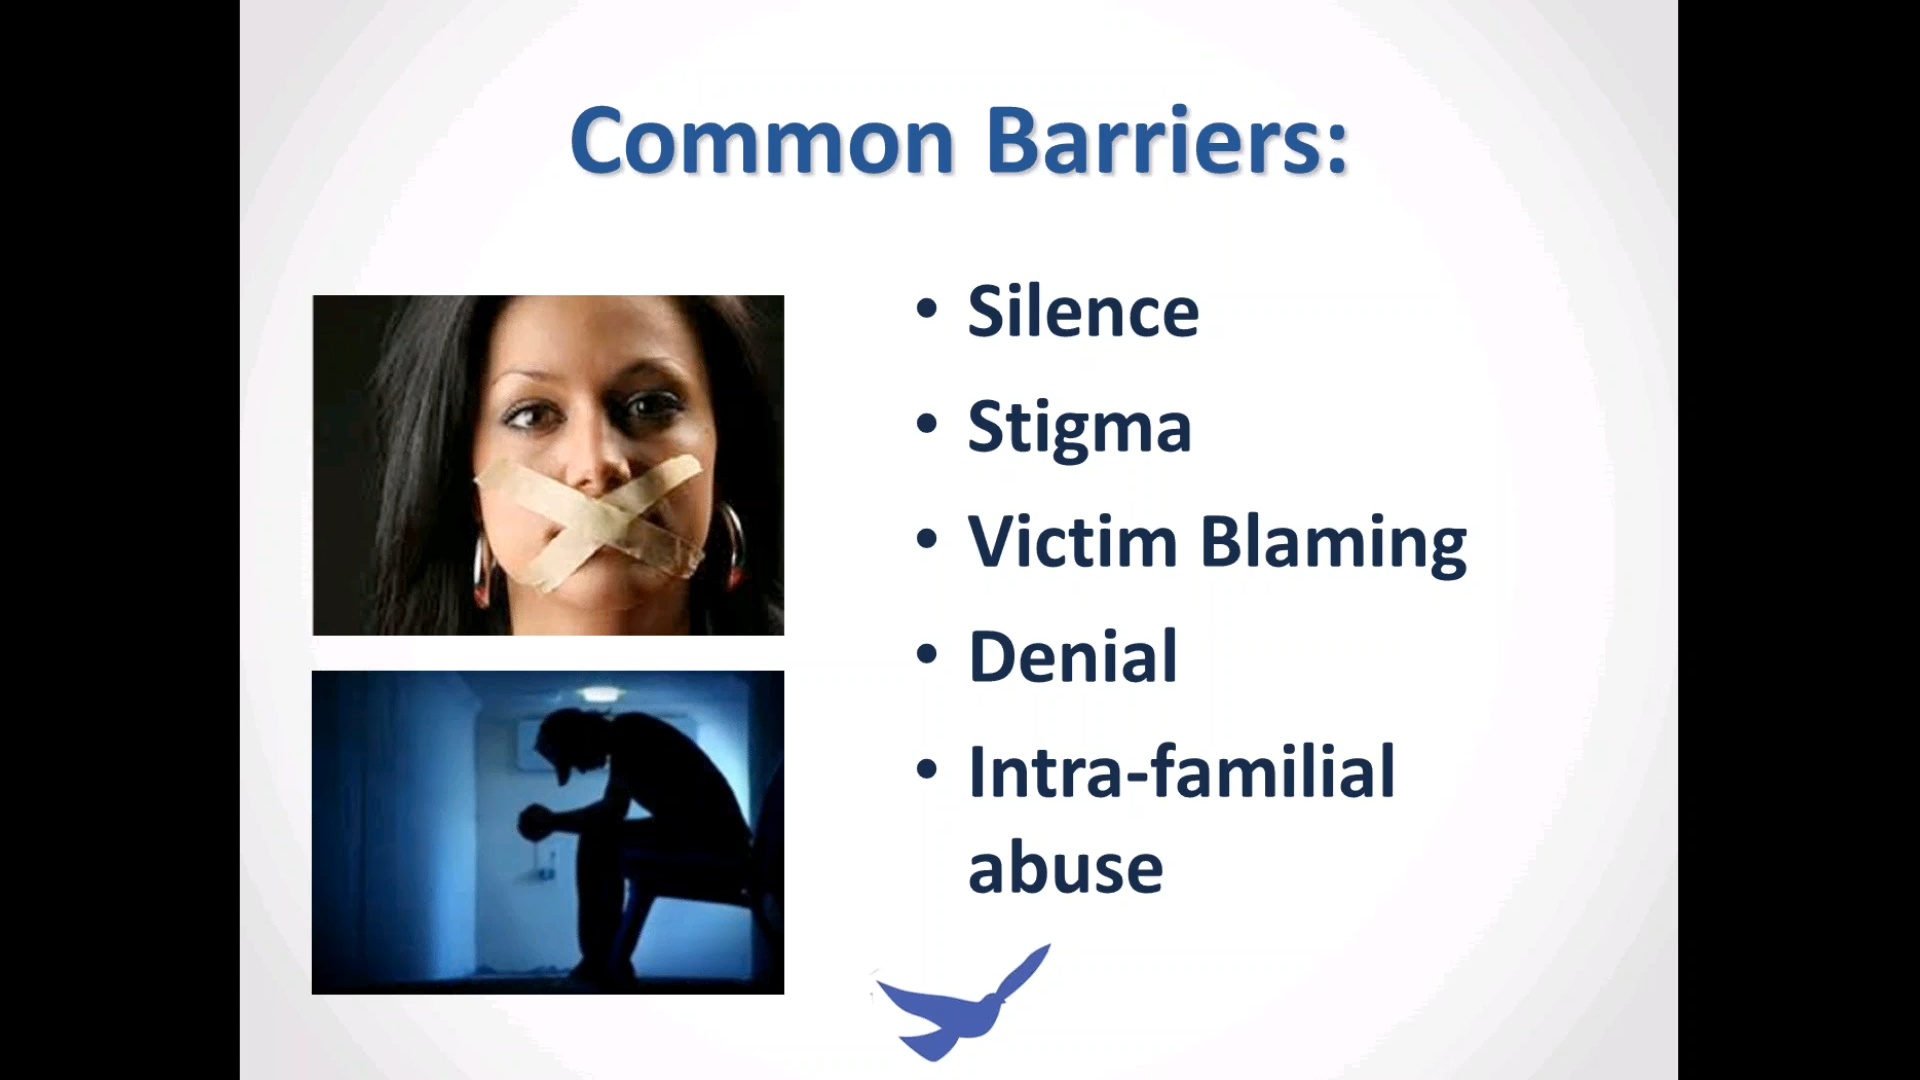 Common Barriers:
• Silence
• Stigma
• Victim Blaming
• Denial
• Intra-familial
abuse